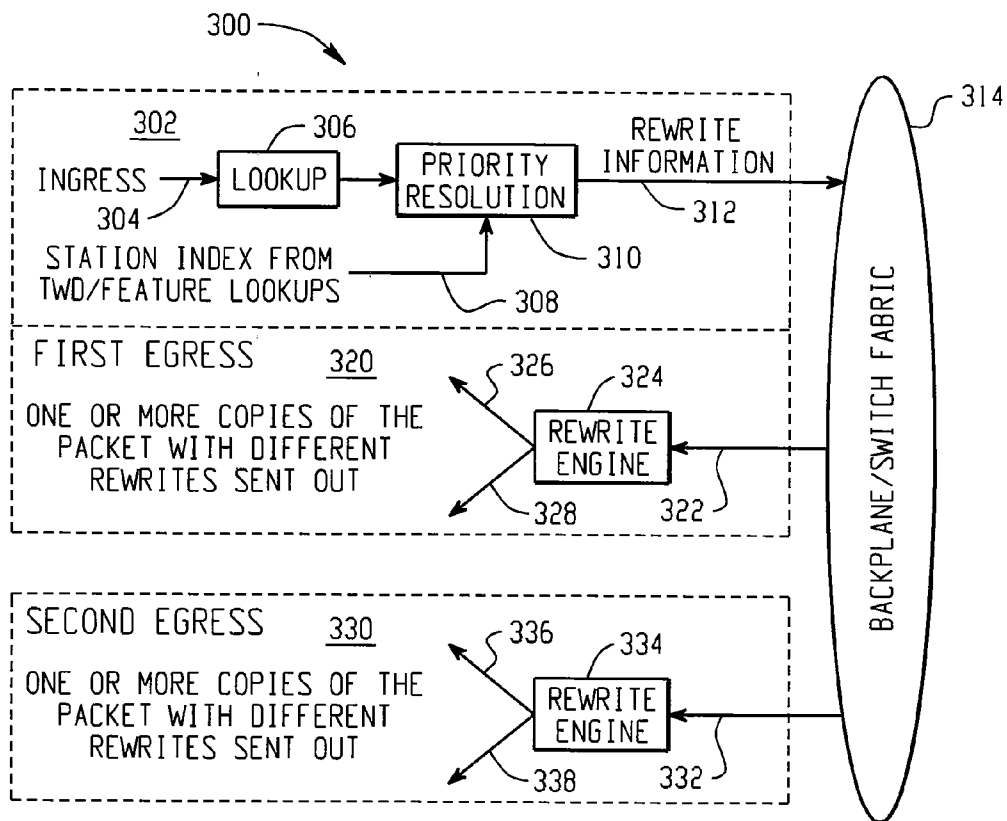 300
302
306
INGRESS
304
LOOKUP
PRIORITY
RESOLUTION
310
REWRITE
INFORMATION
312
314
STATION INDEX FROM
TWD/FEATURE LOOKUPS
308
BACKPLANE/SWITCH FABRIC
FIRST EGRESS
320
326
324
ONE OR MORE COPIES OF THE
PACKET WITH DIFFERENT
REWRITES SENT OUT
REWRITE
ENGINE
328
322
SECOND EGRESS
330
336
334
ONE OR MORE COPIES OF THE
PACKET WITH DIFFERENT
REWRITES SENT OUT
REWRITE
ENGINE
338
332